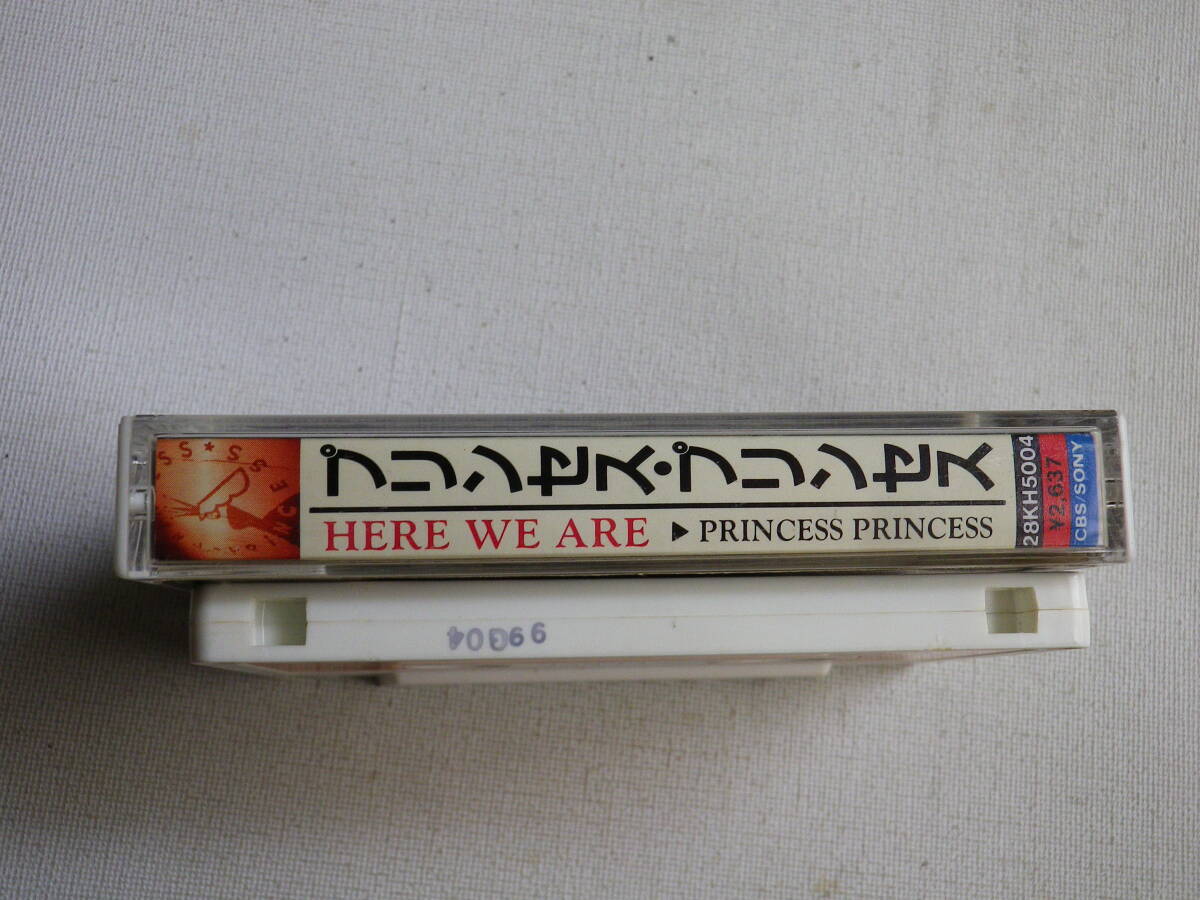 プリンセス・プリンセス
HERE WE ARE ▶ PRINCESS PRINCESS
28KH5004
¥2,637
CBS/SONY